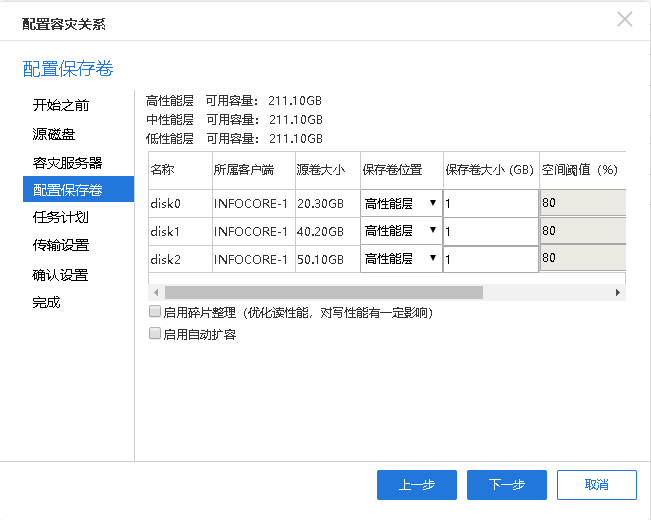 配置容灾关系
配置保存卷
开始之前
源磁盘
容灾服务器
配置保存卷
任务计划
传输设置
确认设置
完成
高性能层 可用容量: 211.10GB
中性能层 可用容量: 211.10GB
低性能层 可用容量: 211.10GB
名称 所属客户端 源卷大小 保存卷位置 保存卷大小 (GB) 空间阈值 (%)
disk0 INFOCORE-1 20.30GB 高性能层 1 80
disk1 INFOCORE-1 40.20GB 高性能层 1 80
disk2 INFOCORE-1 50.10GB 高性能层 1 80
启用碎片整理（优化读性能，对写性能有一定影响）
启用自动扩容
上一步 下一步 取消